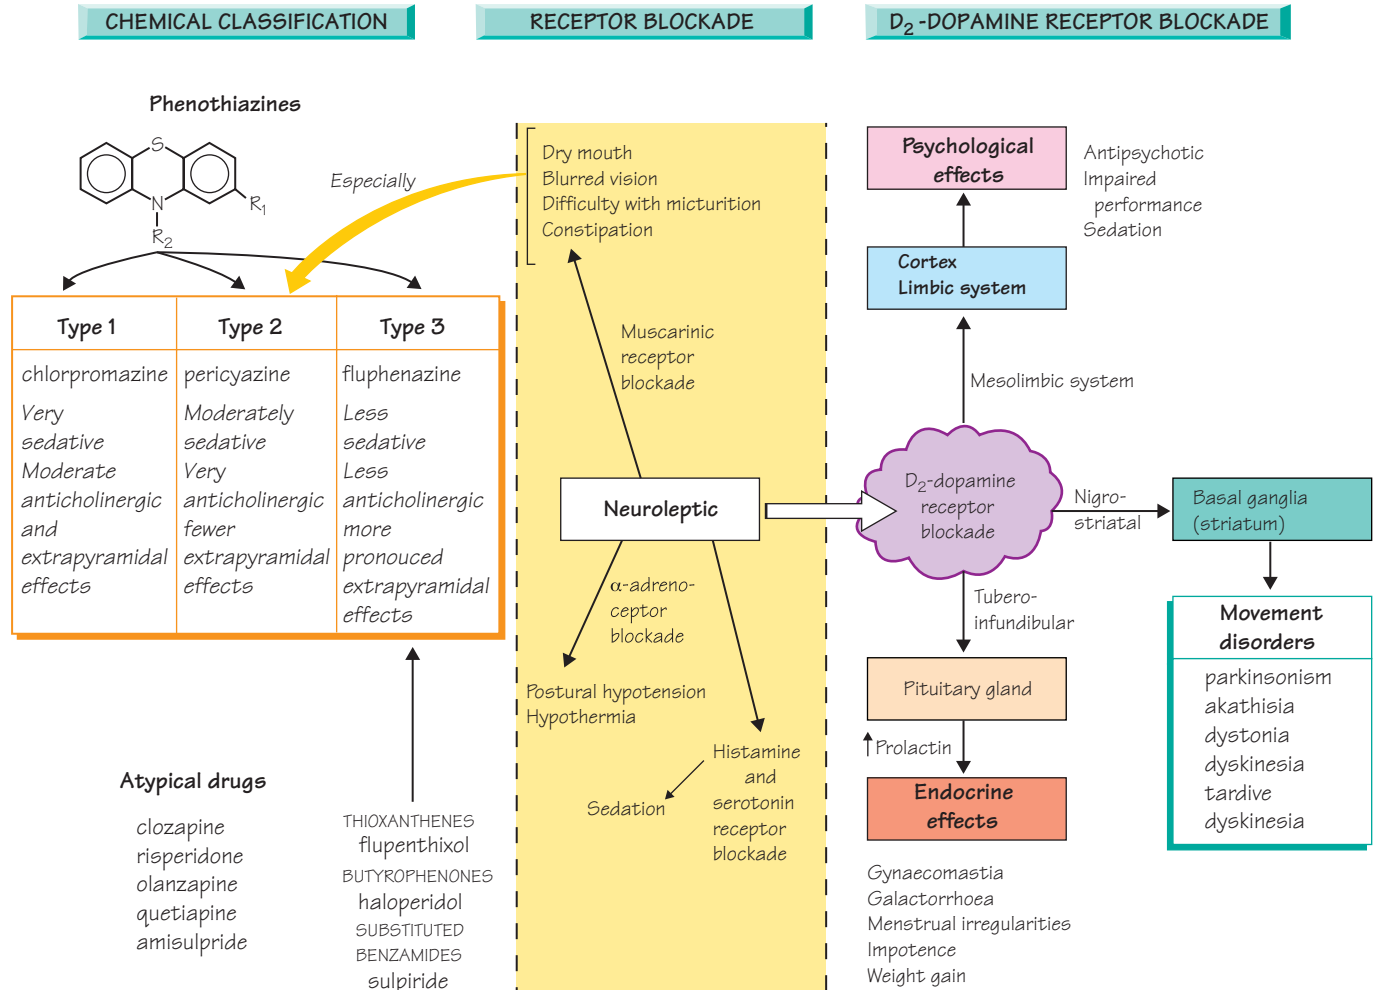 CHEMICAL CLASSIFICATION
RECEPTOR BLOCKADE
D2-DOPAMINE RECEPTOR BLOCKADE
Phenothiazines
S
N
R1
R2
Especially
Type 1
Type 2
Type 3
chlorpromazine
Very
sedative
Moderate
anticholinergic
and
extrapyramidal
effects
pericyazine
Moderately
sedative
Very
anticholinergic
fewer
extrapyramidal
effects
fluphenazine
Less
sedative
Less
anticholinergic
more
pronouced
extrapyramidal
effects
Atypical drugs
clozapine
risperidone
olanzapine
quetiapine
amisulpride
THIOXANTHENES
flupenthixol
BUTYROPHENONES
haloperidol
SUBSTITUTED
BENZAMIDES
sulpiride
Dry mouth
Blurred vision
Difficulty with micturition
Constipation
Muscarinic
receptor
blockade
Neuroleptic
α-adreno-
ceptor
blockade
Postural hypotension
Hypothermia
Histamine
and
serotonin
receptor
blockade
Sedation
Psychological
effects
Antipsychotic
Impaired
performance
Sedation
Cortex
Limbic system
Mesolimbic system
D2-dopamine
receptor
blockade
Nigro-
striatal
Basal ganglia
(striatum)
Movement
disorders
parkinsonism
akathisia
dystonia
dyskinesia
tardive
dyskinesia
Tubero-
infundibular
Pituitary gland
↑ Prolactin
Endocrine
effects
Gynaecomastia
Galactorrhoea
Menstrual irregularities
Impotence
Weight gain